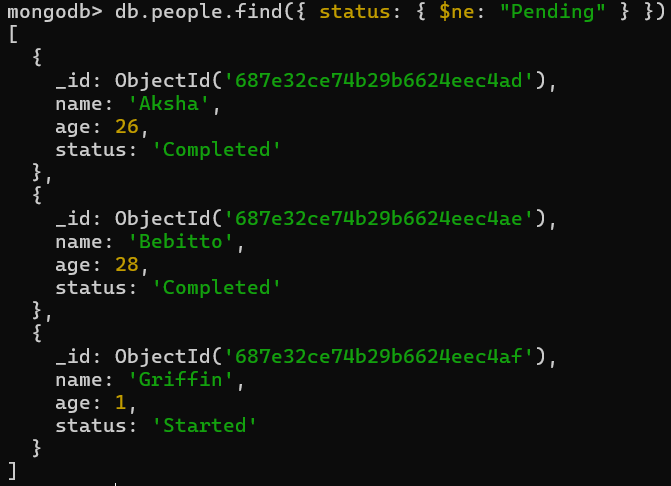 mongodb> db.people.find({ status: { $ne: "Pending" } })
[
  {
    _id: ObjectId('687e32ce74b29b6624eec4ad'),
    name: 'Aksha',
    age: 26,
    status: 'Completed'
  },
  {
    _id: ObjectId('687e32ce74b29b6624eec4ae'),
    name: 'Bebitto',
    age: 28,
    status: 'Completed'
  },
  {
    _id: ObjectId('687e32ce74b29b6624eec4af'),
    name: 'Griffin',
    age: 1,
    status: 'Started'
  }
]